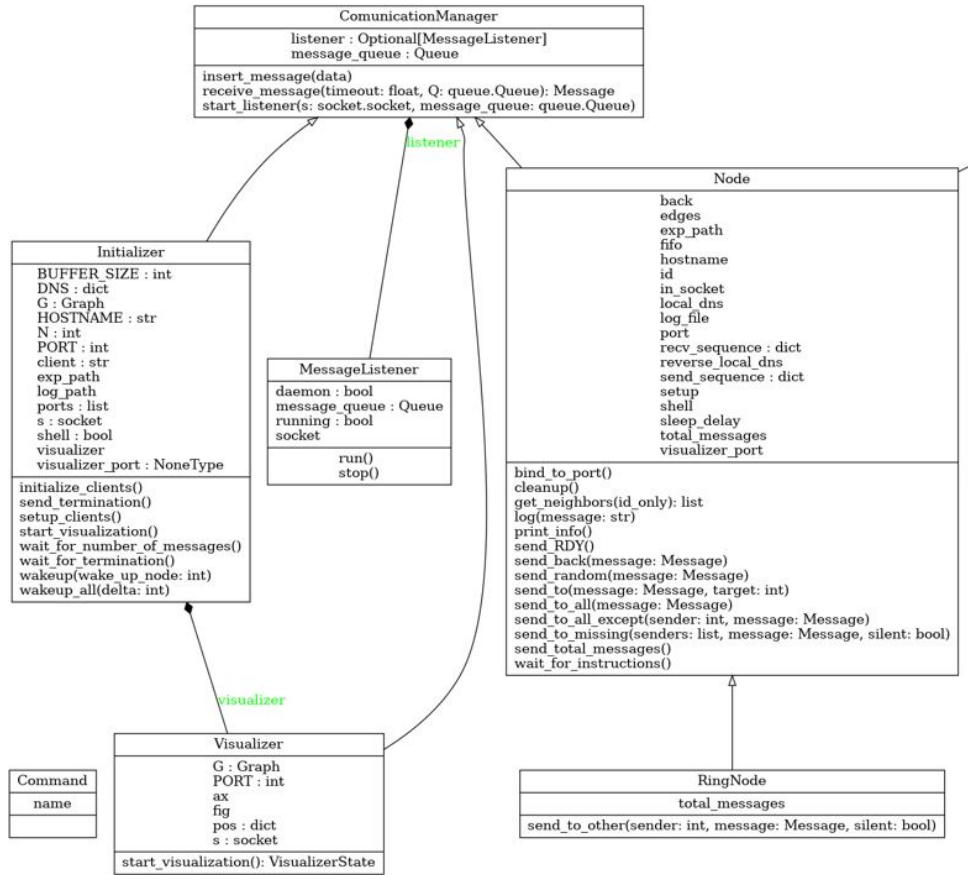 ComunicationManager
listener : Optional[MessageListener]
message_queue : Queue
insert_message(data)
receive_message(timeout: float, Q: queue.Queue): Message
start_listener(s: socket.socket, message_queue: queue.Queue)
listener
Node
back
edges
exp_path
fifo
hostname
id
in_socket
local_dns
log_file
port
recv_sequence : dict
reverse_local_dns
send_sequence : dict
setup
shell
sleep_delay
total_messages
visualizer_port
bind_to_port()
cleanup()
get_neighbors(id_only): list
log(message: str)
print_info()
send_RDY()
send_back(message: Message)
send_random(message: Message)
send_to(message: Message, target: int)
send_to_all(message: Message)
send_to_all_except(sender: int, message: Message)
send_to_missing(senders: list, message: Message, silent: bool)
send_total_messages()
wait_for_instructions()
Initializer
BUFFER_SIZE : int
DNS : dict
G : Graph
HOSTNAME : str
N : int
PORT : int
client : str
exp_path
log_path
ports : list
s : socket
shell : bool
visualizer
visualizer_port : NoneType
initialize_clients()
send_termination()
setup_clients()
start_visualization()
wait_for_number_of_messages()
wait_for_termination()
wakeup(wake_up_node: int)
wakeup_all(delta: int)
MessageListener
daemon : bool
message_queue : Queue
running : bool
socket
run()
stop()
visualizer
Command
name
Visualizer
G : Graph
PORT : int
ax
fig
pos : dict
s : socket
start_visualization(): VisualizerState
RingNode
total_messages
send_to_other(sender: int, message: Message, silent: bool)